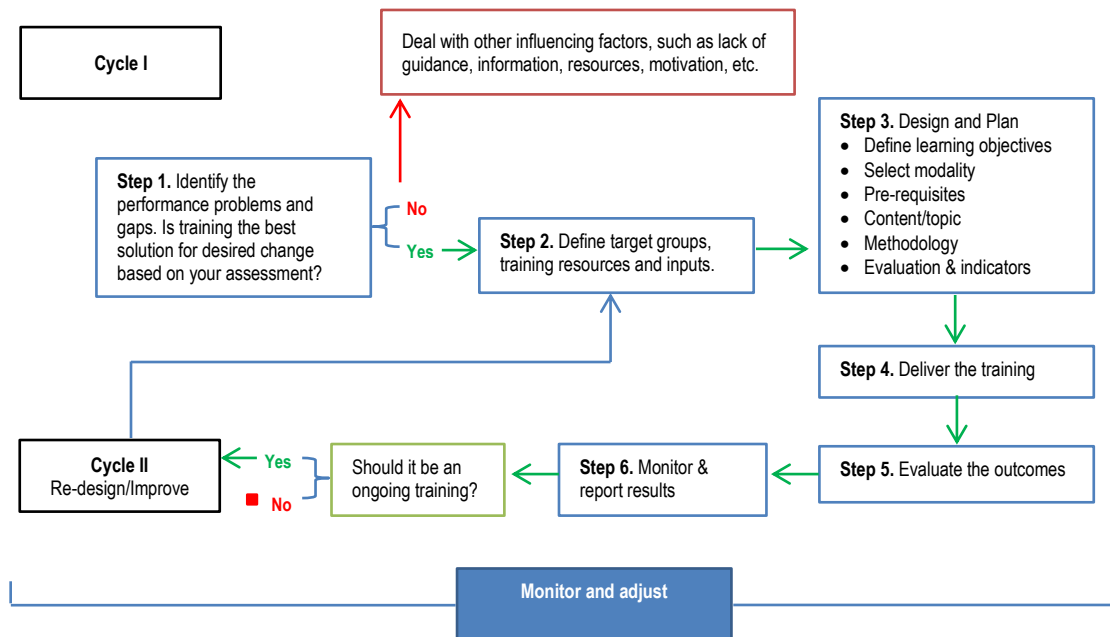 Cycle I
Deal with other influencing factors, such as lack of
guidance, information, resources, motivation, etc.
Step 1. Identify the
performance problems and
gaps. Is training the best
solution for desired change
based on your assessment?
No
Yes
Step 2. Define target groups,
training resources and inputs.
Step 3. Design and Plan
• Define learning objectives
• Select modality
• Pre-requisites
• Content/topic
• Methodology
• Evaluation & indicators
Step 4. Deliver the training
Step 5. Evaluate the outcomes
Step 6. Monitor &
report results
Should it be an
ongoing training?
Yes
No
Cycle II
Re-design/Improve
Monitor and adjust